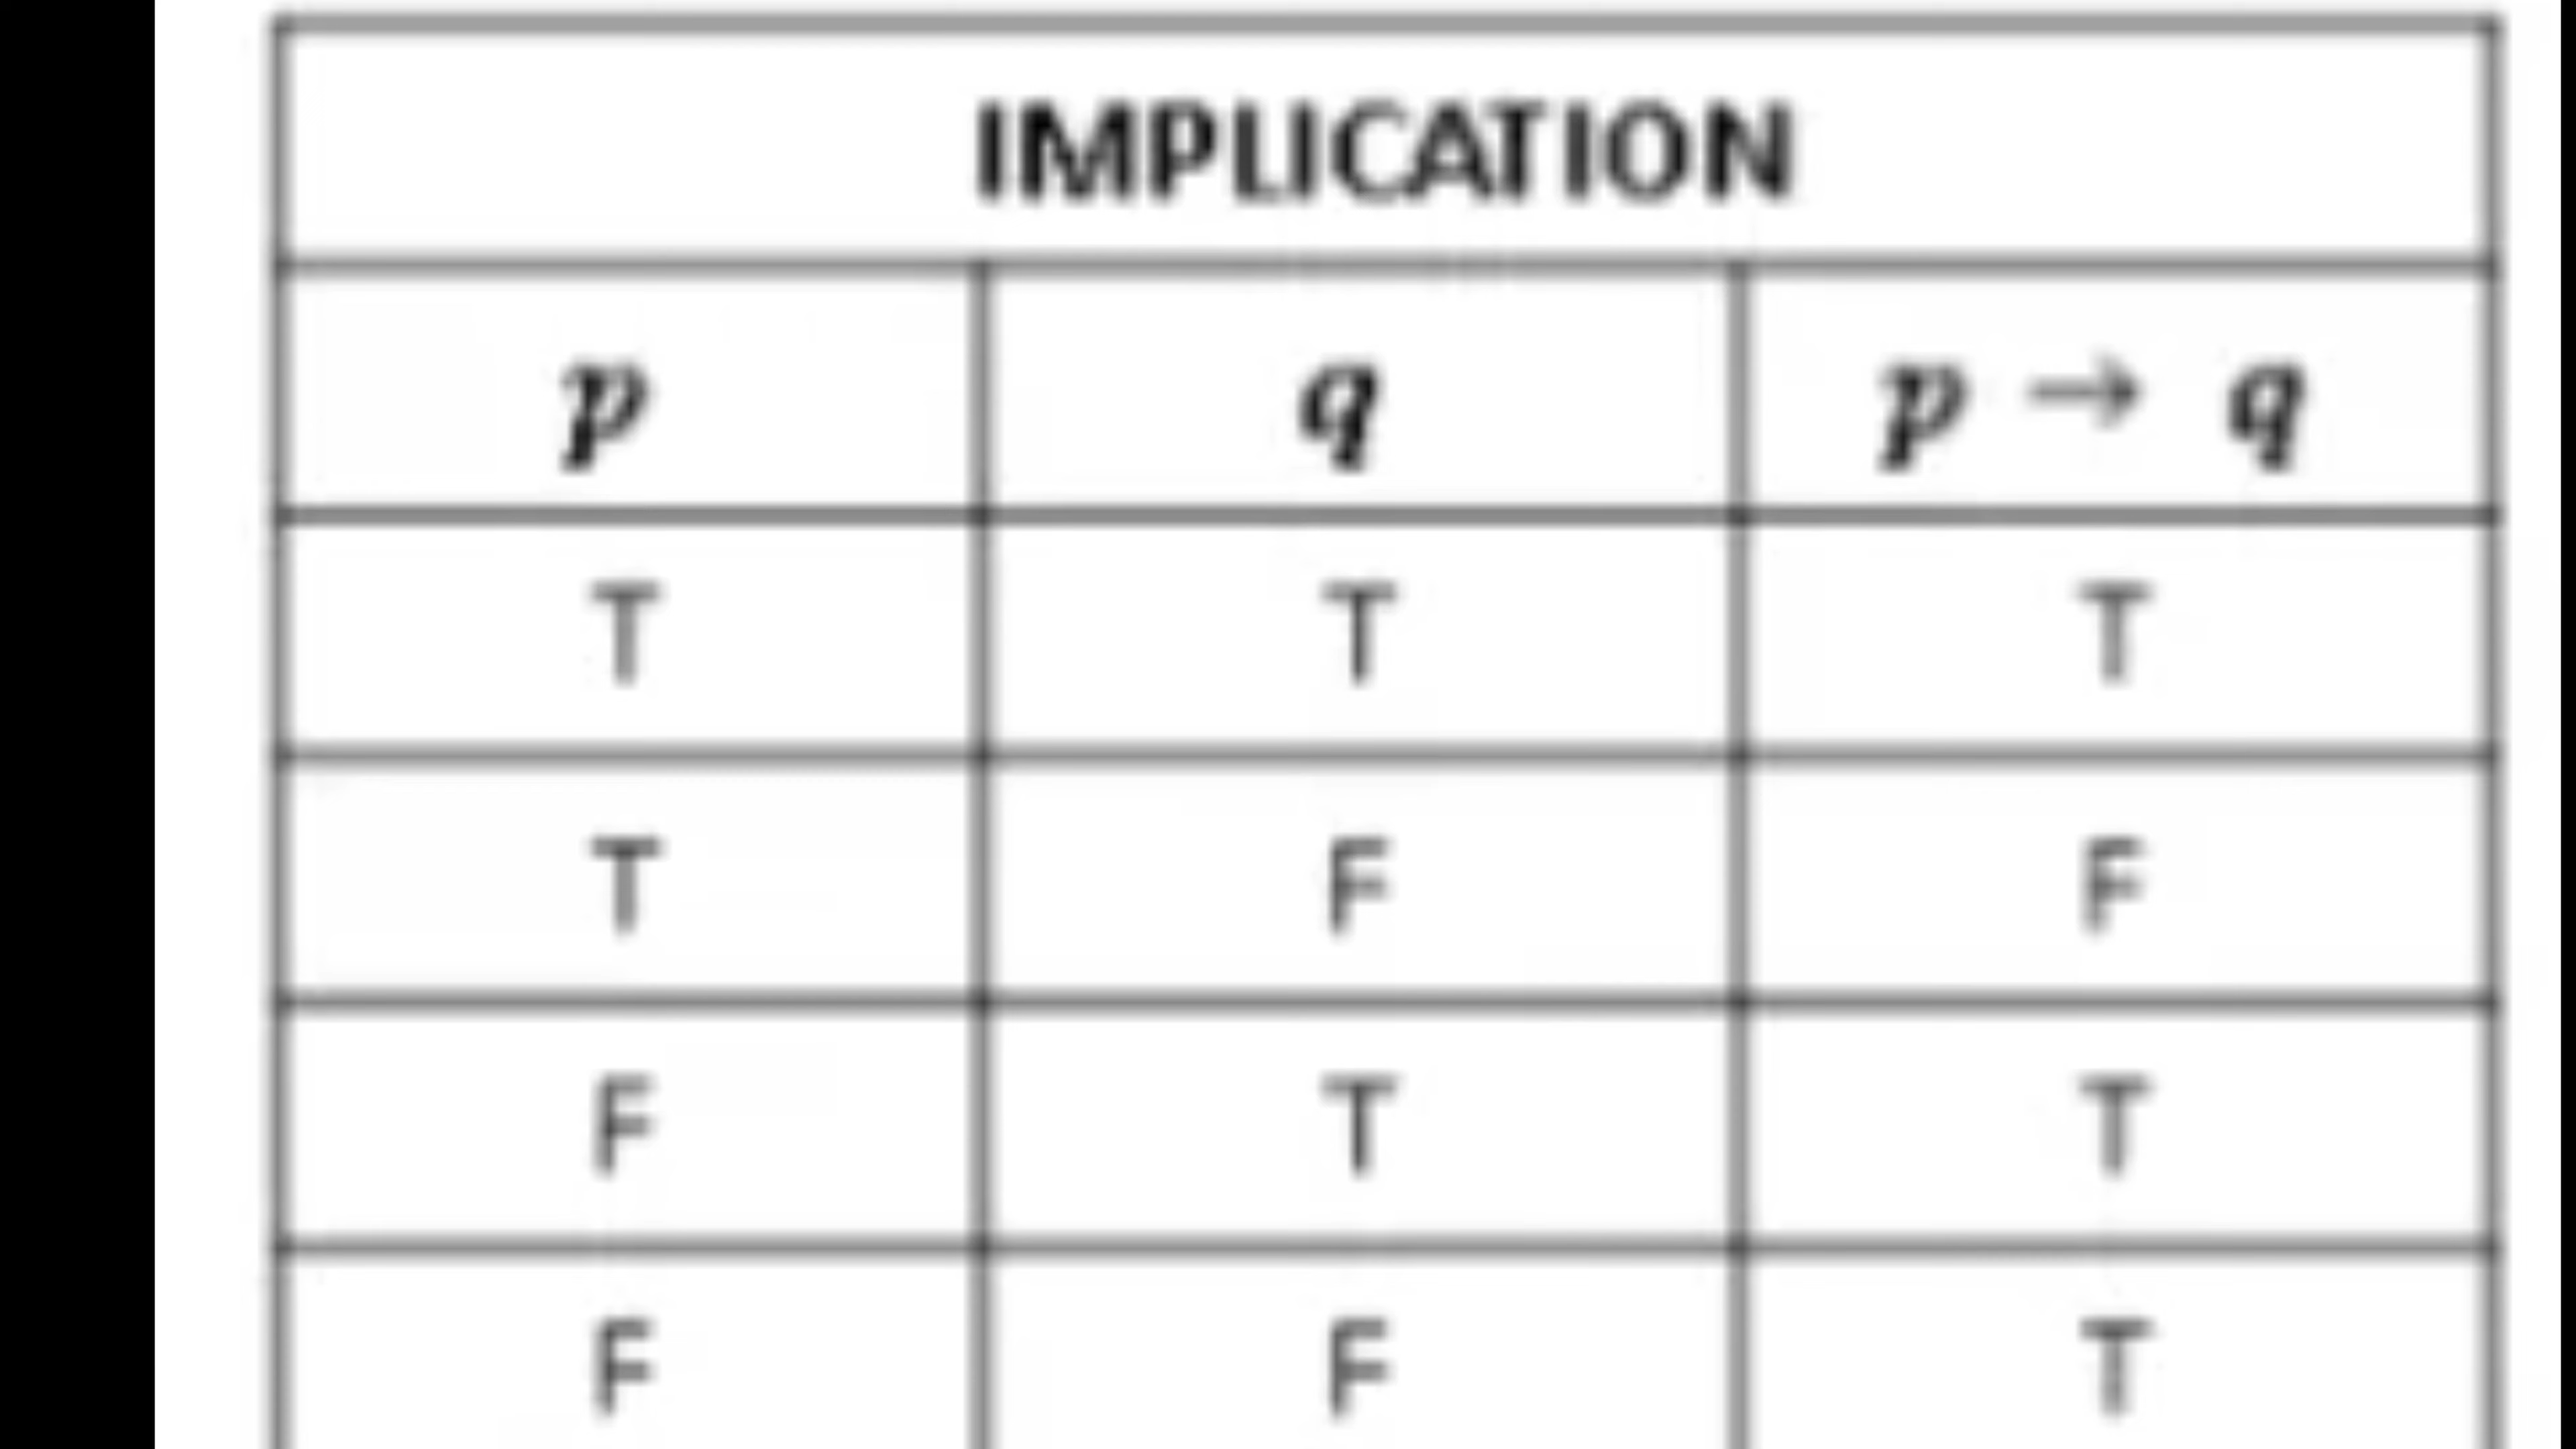 IMPLICATION
p q p → q
T T T
T F F
F T T
F F T